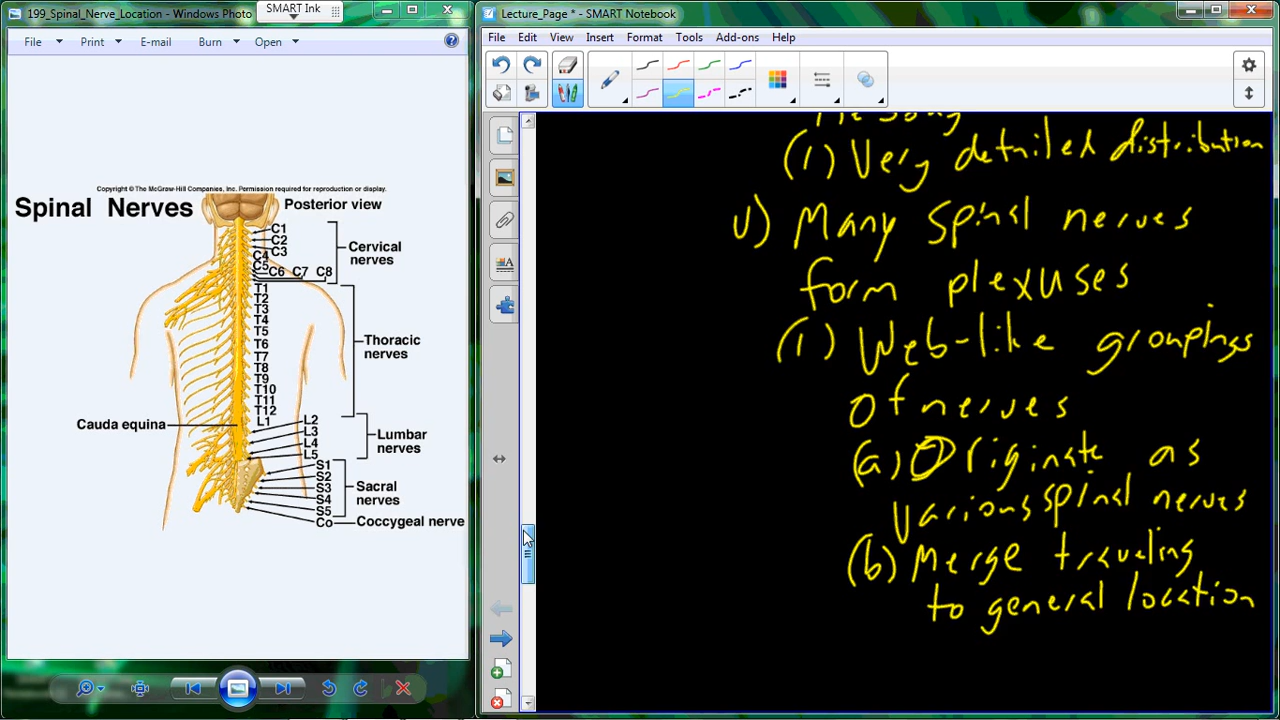 199_Spinal_Nerve_Location - Windows Photo
SMART Ink
File Print E-mail Burn Open
Copyright © The McGraw-Hill Companies, Inc. Permission required for reproduction or display.
Spinal Nerves
Posterior view
C1
C2
C3
C4
C5
C6 C7 C8
Cervical
nerves
T1
T2
T3
T4
T5
T6
T7
T8
T9
T10
T11
T12
Thoracic
nerves
Cauda equina
L1
L2
L3
L4
L5
Lumbar
nerves
S1
S2
S3
S4
S5
Sacral
nerves
Co
Coccygeal nerve
Lecture_Page * - SMART Notebook
File Edit View Insert Format Tools Add-ons Help
(1) Very detailed distribution
v) Many spinal nerves
form plexuses
(1) Web-like groupings
of nerves
(a) Originate as
various spinal nerves
(b) Merge traveling
to general location